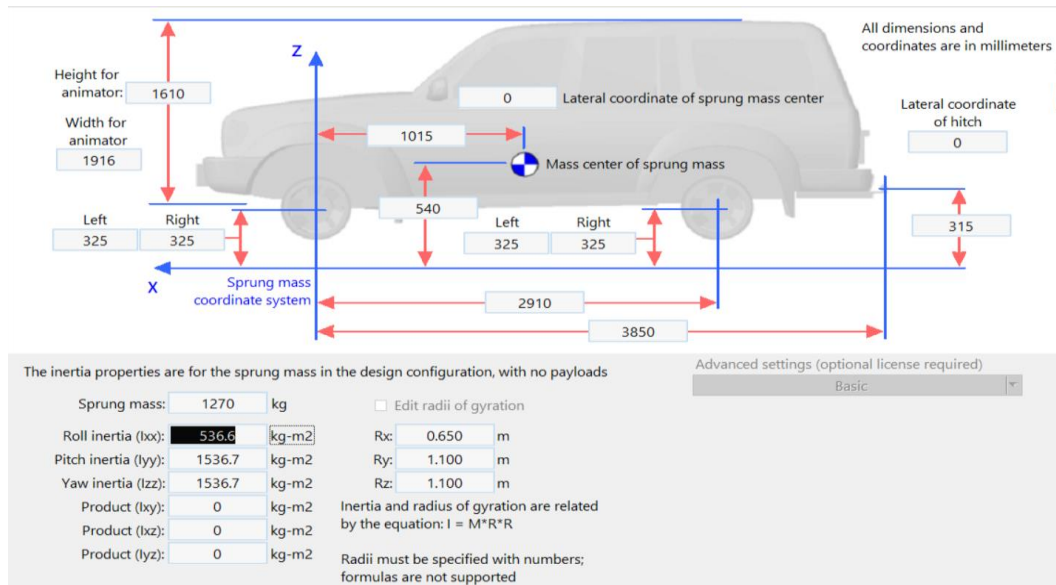 All dimensions and
coordinates are in millimeters
Z
Height for
animator:
1610
0
Lateral coordinate of sprung mass center
Lateral coordinate
of hitch
0
Width for
animator
1916
1015
Mass center of sprung mass
540
Left
Right
325
325
Left
Right
325
325
315
X
Sprung mass
coordinate system
2910
3850
The inertia properties are for the sprung mass in the design configuration, with no payloads
Advanced settings (optional license required)
Basic
Sprung mass: 1270 kg
Edit radii of gyration
Roll inertia (Ixx): 536.6 kg-m2
Rx: 0.650 m
Pitch inertia (Iyy): 1536.7 kg-m2
Ry: 1.100 m
Yaw inertia (Izz): 1536.7 kg-m2
Rz: 1.100 m
Product (Ixy): 0 kg-m2
Product (Ixz): 0 kg-m2
Product (Iyz): 0 kg-m2
Inertia and radius of gyration are related
by the equation: I = M*R*R
Radii must be specified with numbers;
formulas are not supported